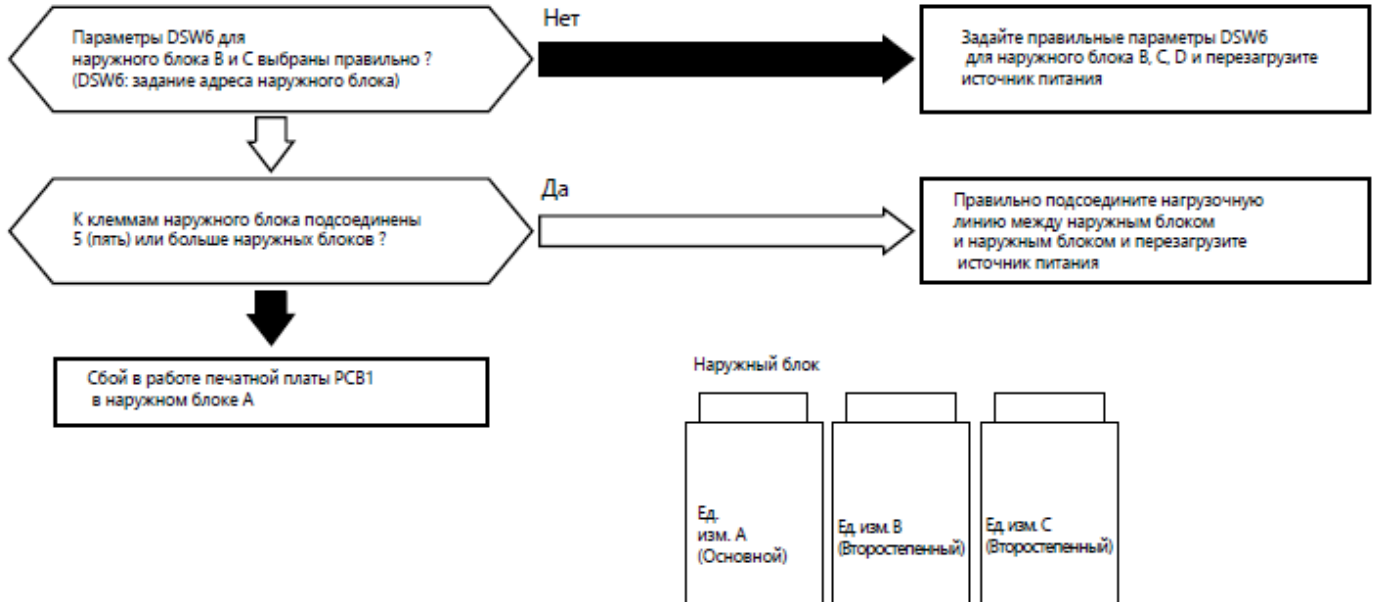 Параметры DSW6 для
наружного блока B и C выбраны правильно ?
(DSW6: задание адреса наружного блока)
Нет
Задайте правильные параметры DSW6
для наружного блока B, C, D и перезагрузите
источник питания
К клеммам наружного блока подсоединены
5 (пять) или больше наружных блоков ?
Да
Правильно подсоедините нагрузочную
линию между наружным блоком
и наружным блоком и перезагрузите
источник питания
Сбой в работе печатной платы PCB1
в наружном блоке A
Наружный блок
Ед.
изм. A
(Основной)
Ед. изм. B
(Второстепенный)
Ед. изм. C
(Второстепенный)